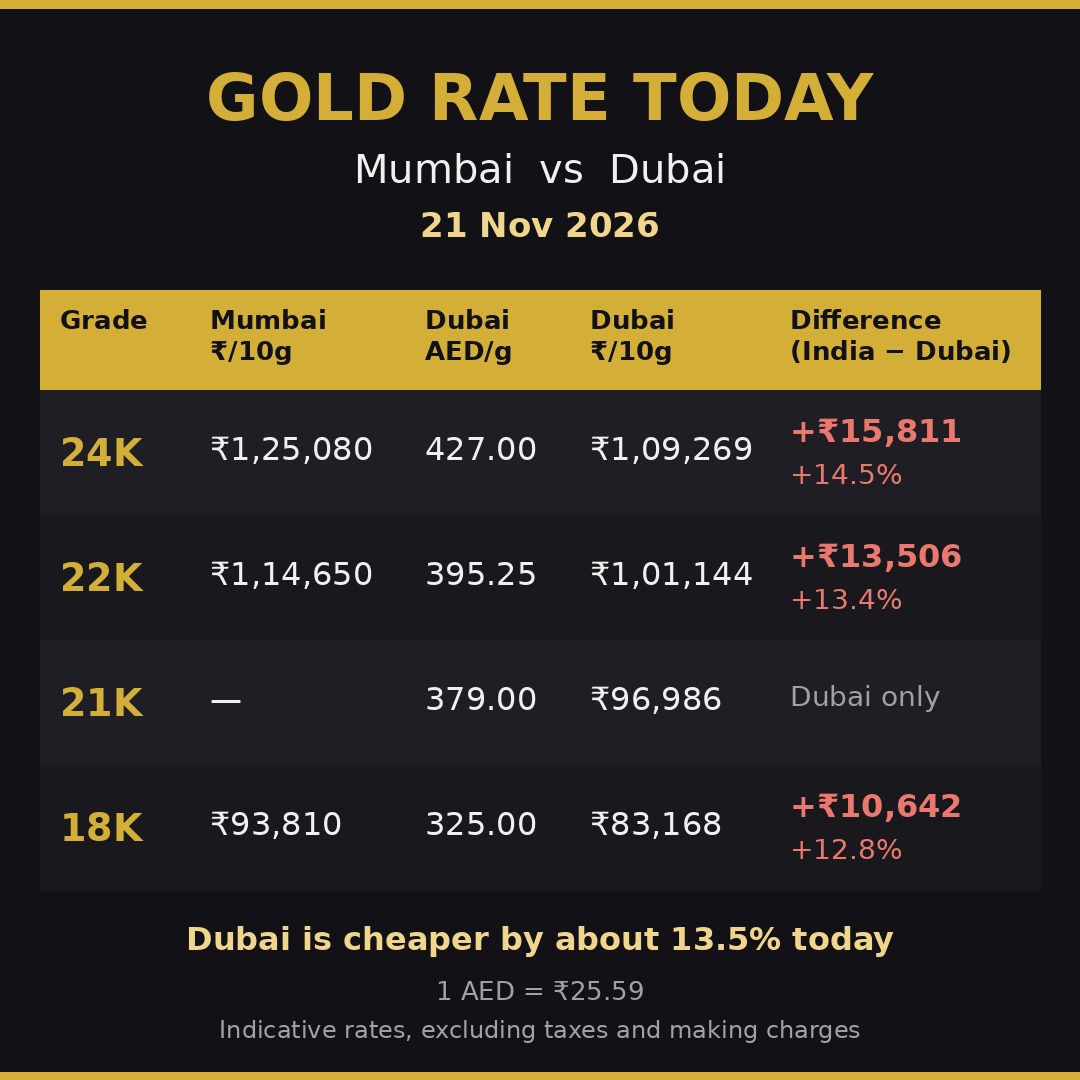 GOLD RATE TODAY
Mumbai vs Dubai
21 Nov 2026
Grade Mumbai ₹/10g Dubai AED/g Dubai ₹/10g Difference (India − Dubai)
24K ₹1,25,080 427.00 ₹1,09,269 +₹15,811
+14.5%
22K ₹1,14,650 395.25 ₹1,01,144 +₹13,506
+13.4%
21K — 379.00 ₹96,986 Dubai only
18K ₹93,810 325.00 ₹83,168 +₹10,642
+12.8%
Dubai is cheaper by about 13.5% today
1 AED = ₹25.59
Indicative rates, excluding taxes and making charges